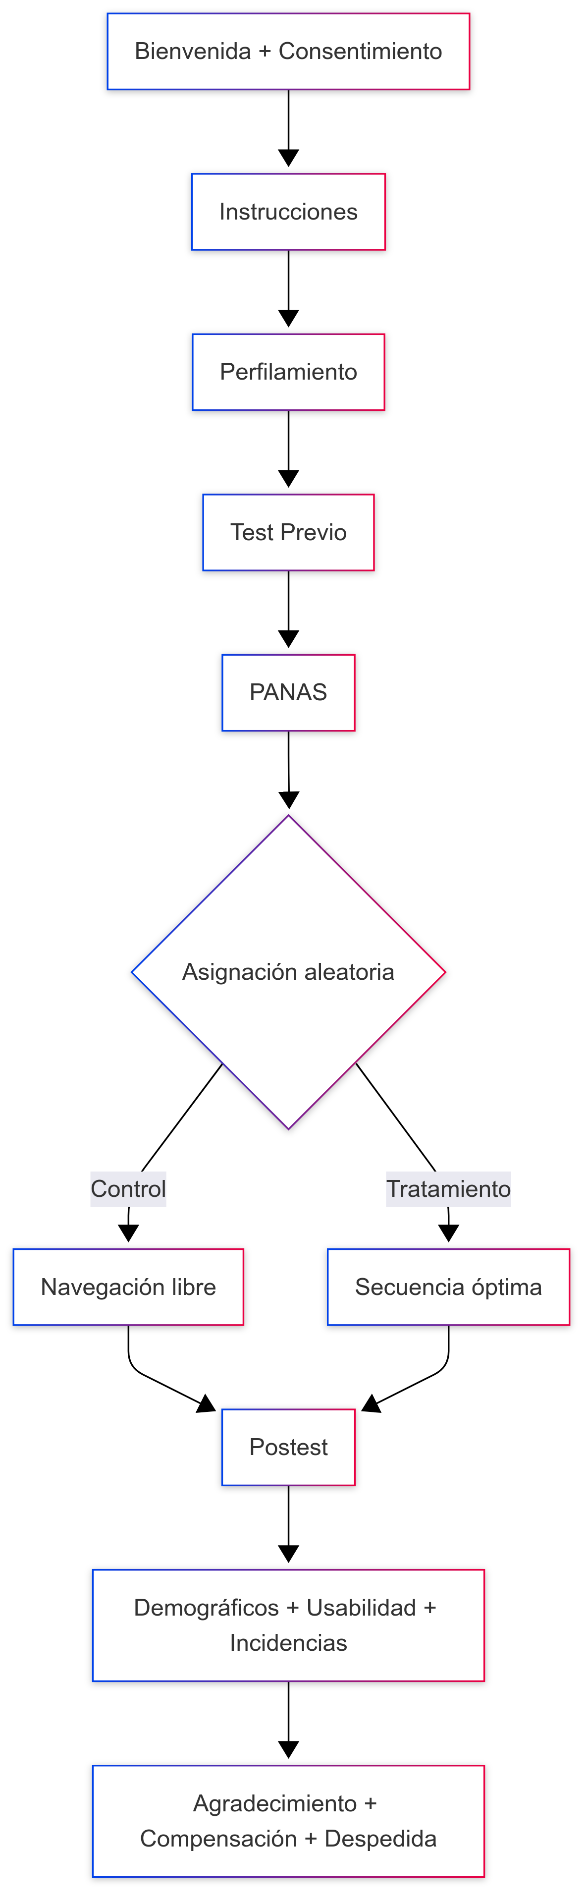 Bienvenida + Consentimiento
Instrucciones
Perfilamiento
Test Previo
PANAS
Asignación aleatoria
Control
Tratamiento
Navegación libre
Secuencia óptima
Postest
Demográficos + Usabilidad +
Incidencias
Agradecimiento +
Compensación + Despedida